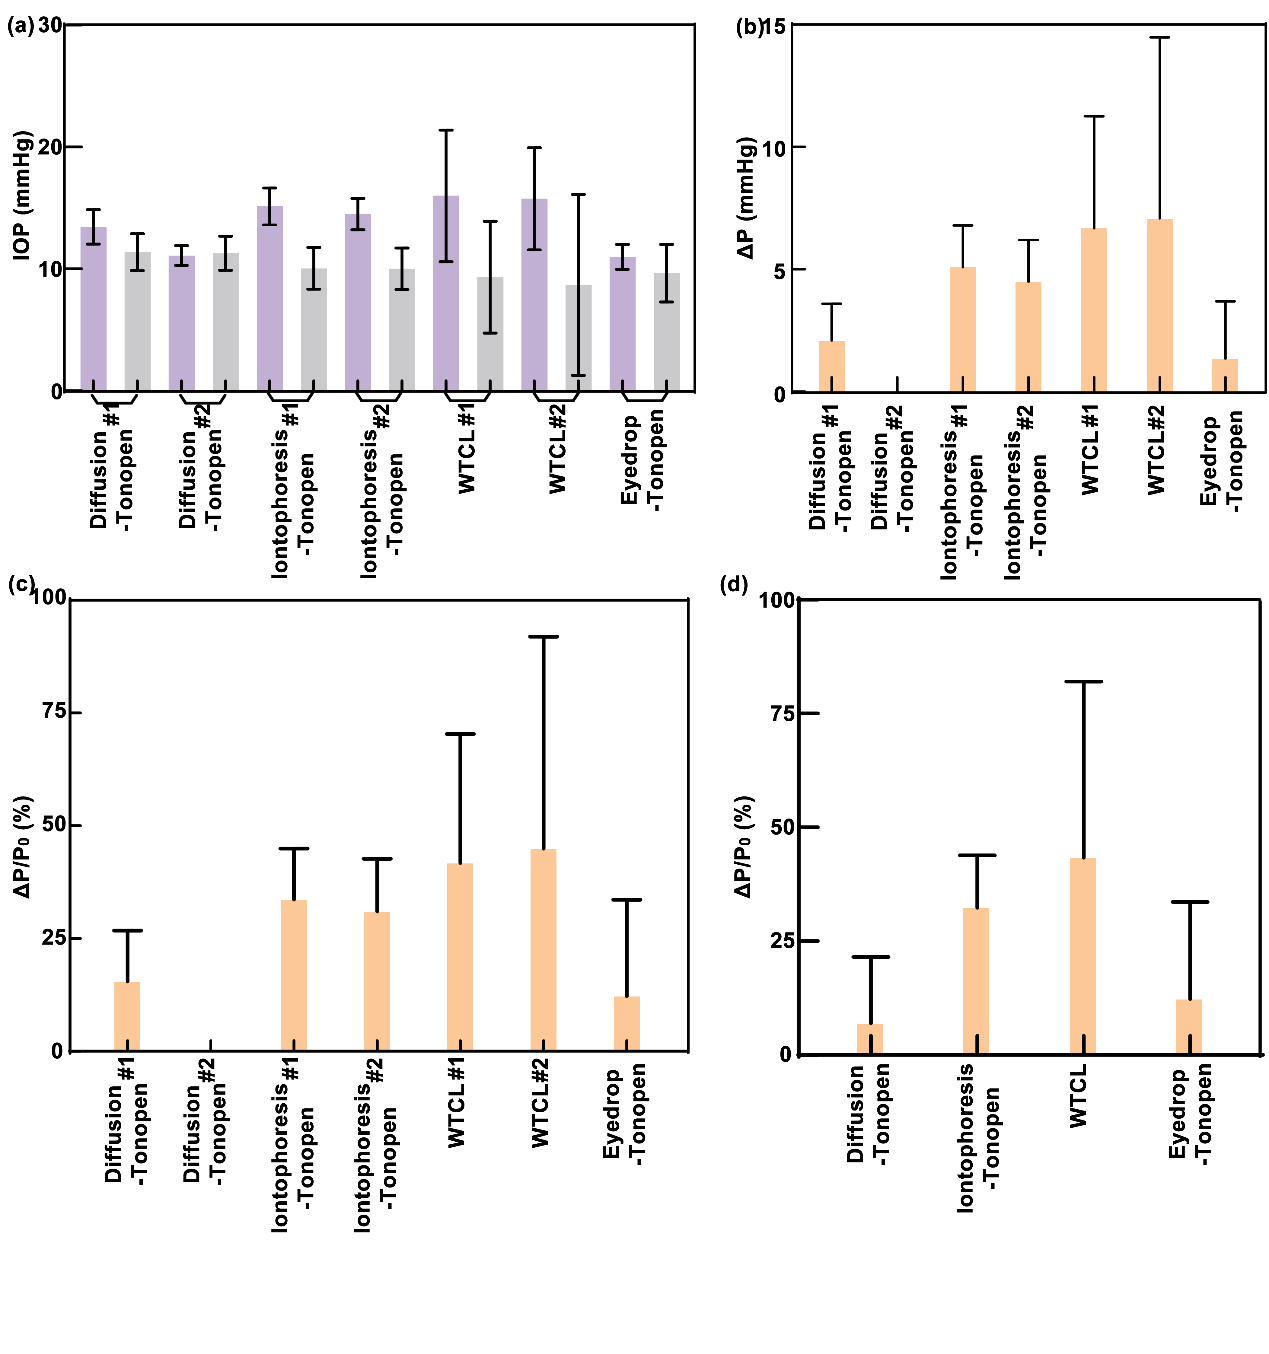 (a)
30
20
10
0
IOP (mmHg)
Diffusion#1
-Tonopen
Diffusion#2
-Tonopen
Iontophoresis#1
-Tonopen
Iontophoresis#2
-Tonopen
WTCL#1
WTCL#2
Eyedrop
-Tonopen
(b)
15
10
5
0
ΔP (mmHg)
Diffusion#1
-Tonopen
Diffusion#2
-Tonopen
Iontophoresis#1
-Tonopen
Iontophoresis#2
-Tonopen
WTCL#1
WTCL#2
Eyedrop
-Tonopen
(c)
100
75
50
25
0
ΔP/P₀ (%)
Diffusion#1
-Tonopen
Diffusion#2
-Tonopen
Iontophoresis#1
-Tonopen
Iontophoresis#2
-Tonopen
WTCL#1
WTCL#2
Eyedrop
-Tonopen
(d)
100
75
50
25
0
ΔP/P₀ (%)
Diffusion
-Tonopen
Iontophoresis
-Tonopen
WTCL
Eyedrop
-Tonopen